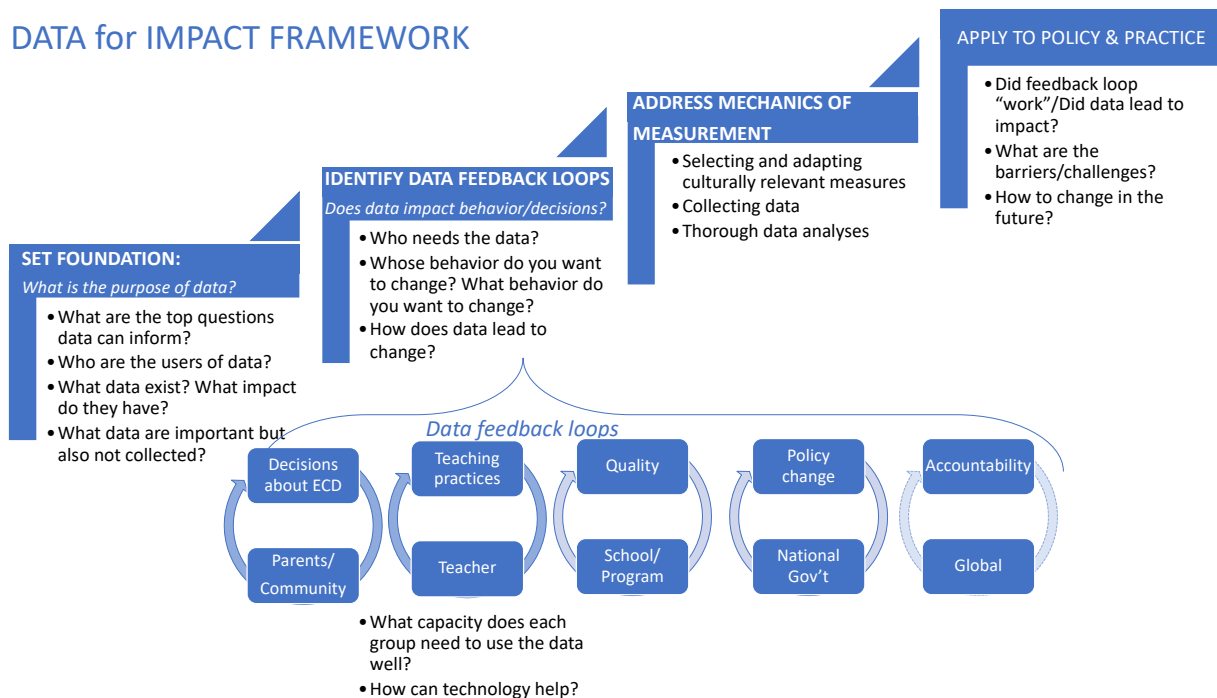 DATA for IMPACT FRAMEWORK
SET FOUNDATION:
What is the purpose of data?
•What are the top questions
data can inform?
•Who are the users of data?
•What data exist? What impact
do they have?
•What data are important but
also not collected?
IDENTIFY DATA FEEDBACK LOOPS
Does data impact behavior/decisions?
•Who needs the data?
•Whose behavior do you want
to change? What behavior do
you want to change?
•How does data lead to
change?
ADDRESS MECHANICS OF
MEASUREMENT
•Selecting and adapting
culturally relevant measures
•Collecting data
•Thorough data analyses
APPLY TO POLICY & PRACTICE
•Did feedback loop
“work”/Did data lead to
impact?
•What are the
barriers/challenges?
•How to change in the
future?
Data feedback loops
Decisions
about ECD
Parents/
Community
Teaching
practices
Teacher
Quality
School/
Program
Policy
change
National
Gov’t
Accountability
Global
•What capacity does each
group need to use the data
well?
•How can technology help?